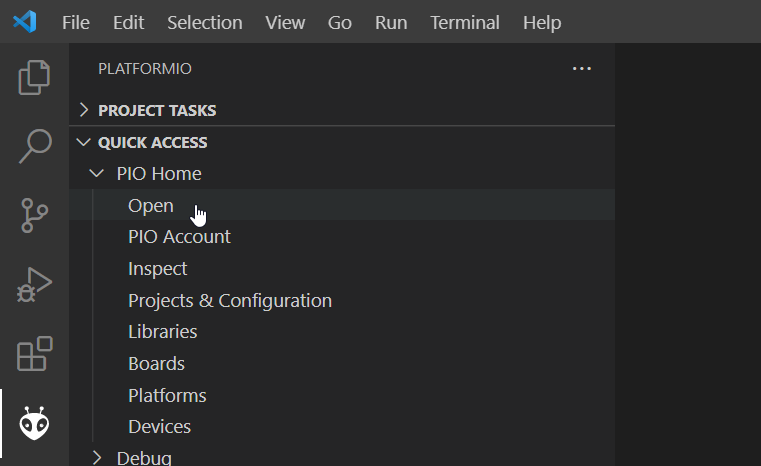 File Edit Selection View Go Run Terminal Help
PLATFORMIO ...
PROJECT TASKS
QUICK ACCESS
PIO Home
Open
PIO Account
Inspect
Projects & Configuration
Libraries
Boards
Platforms
Devices
Debug